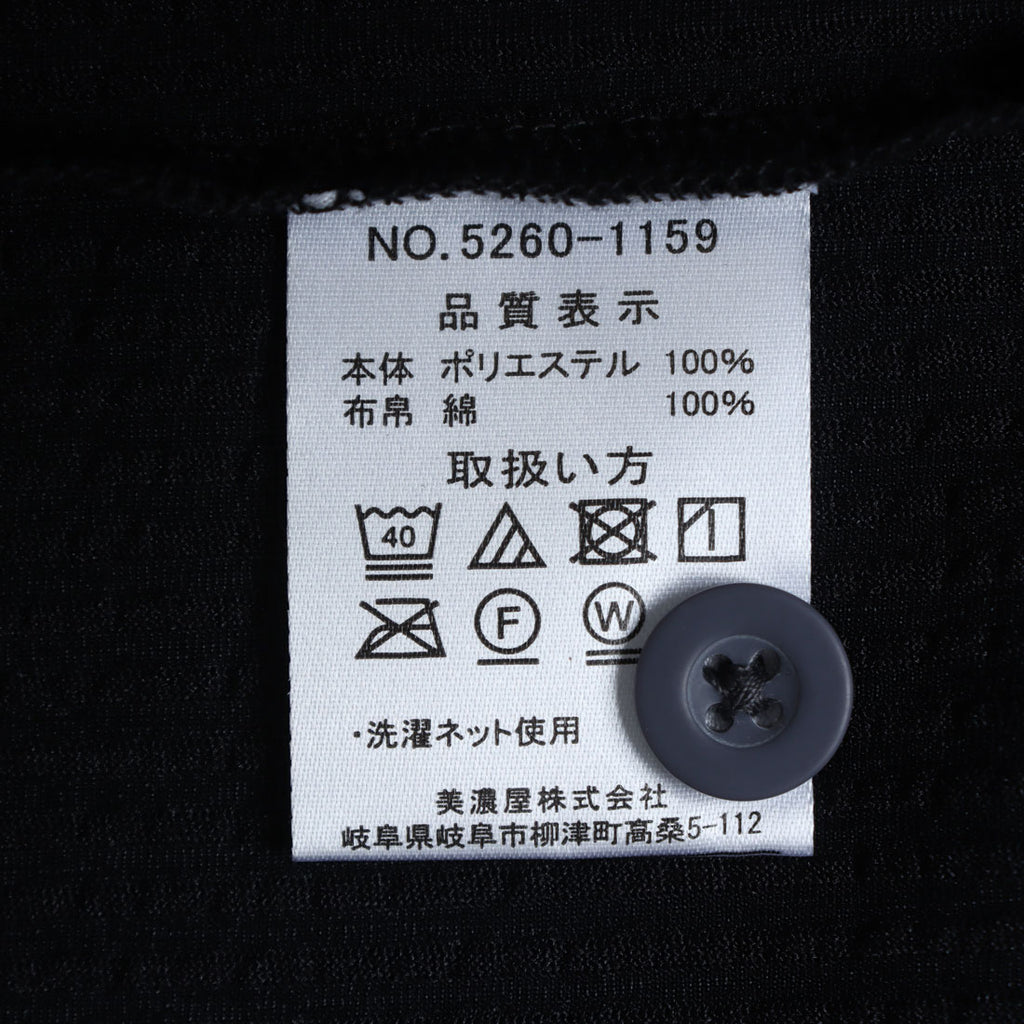 NO.5260-1159
品質表示
本体 ポリエステル 100%
布帛 綿 100%
取扱い方
40
F W
・洗濯ネット使用
美濃屋株式会社
岐阜県岐阜市柳津町高桑5-112